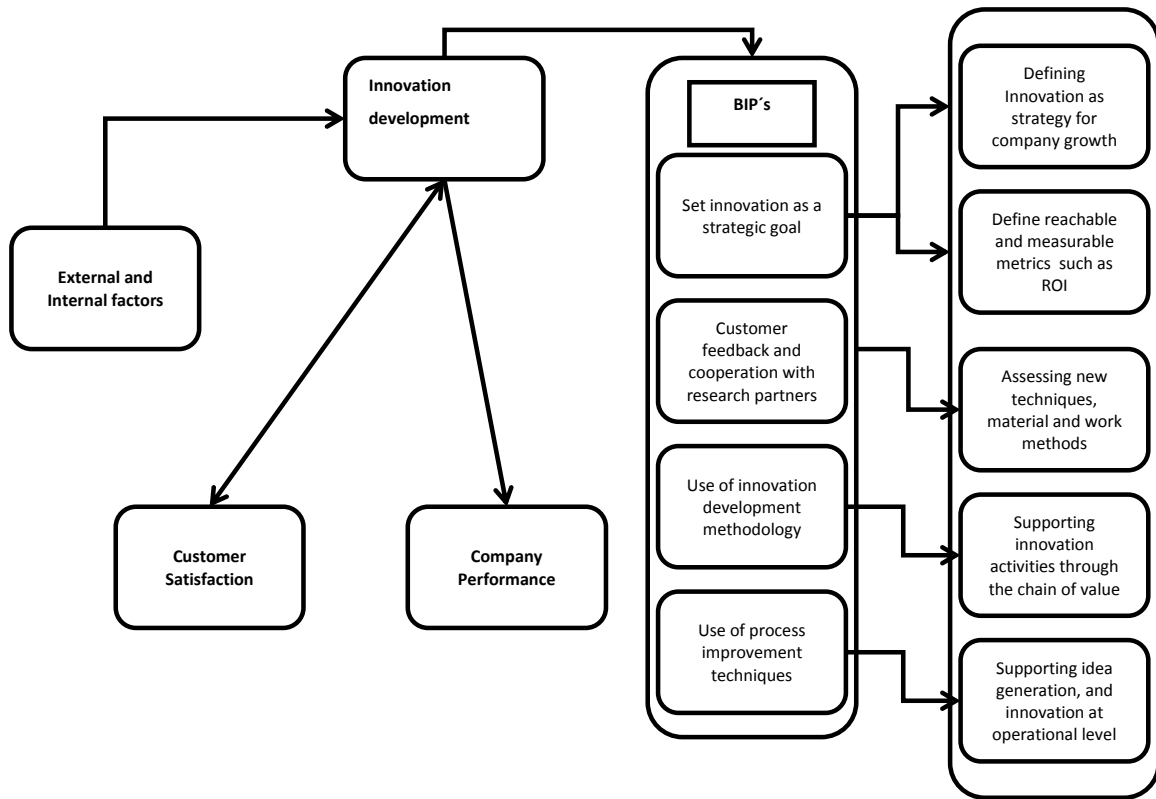 Innovation
development
External and
Internal factors
Customer
Satisfaction
Company
Performance
BIP´s
Set innovation as a
strategic goal
Customer
feedback and
cooperation with
research partners
Use of innovation
development
methodology
Use of process
improvement
techniques
Defining
Innovation as
strategy for
company growth
Define reachable
and measurable
metrics such as
ROI
Assessing new
techniques,
material and work
methods
Supporting
innovation
activities through
the chain of value
Supporting idea
generation, and
innovation at
operational level